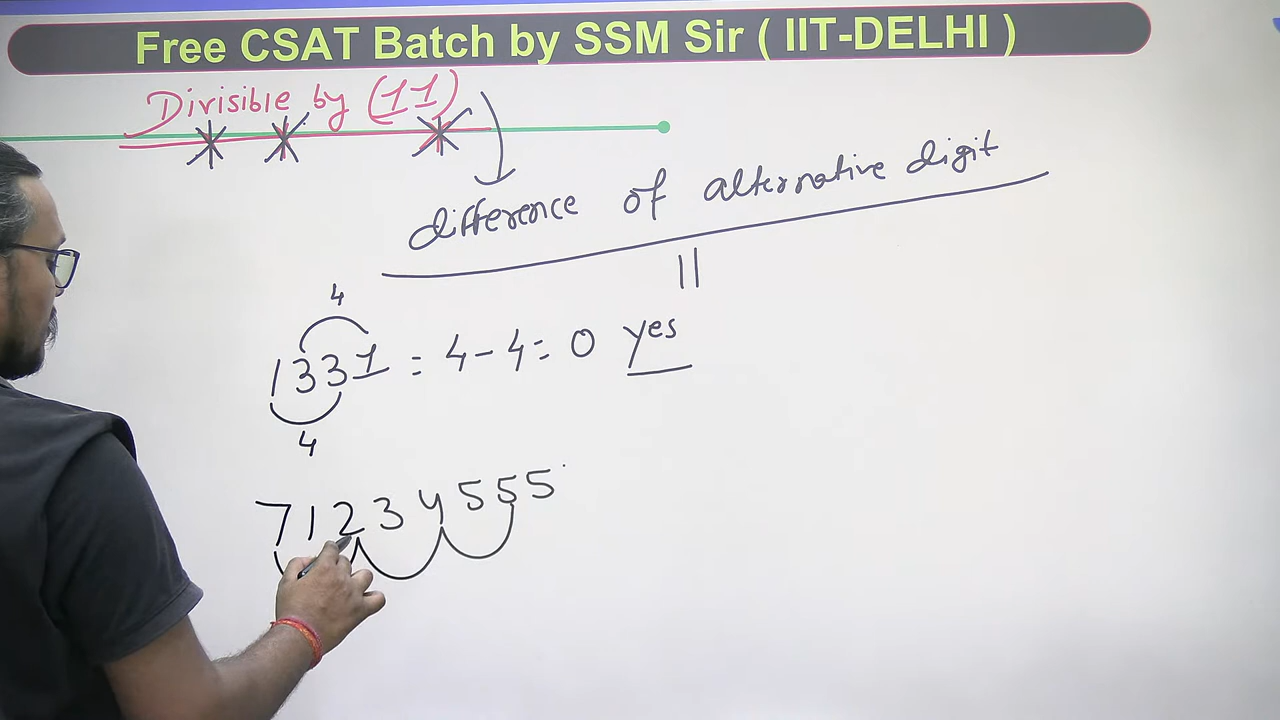 Free CSAT Batch by SSM Sir ( IIT-DELHI )
Divisible by (11)
difference of alternative digit
||
4
1331 = 4-4= 0 yes
4
71234555